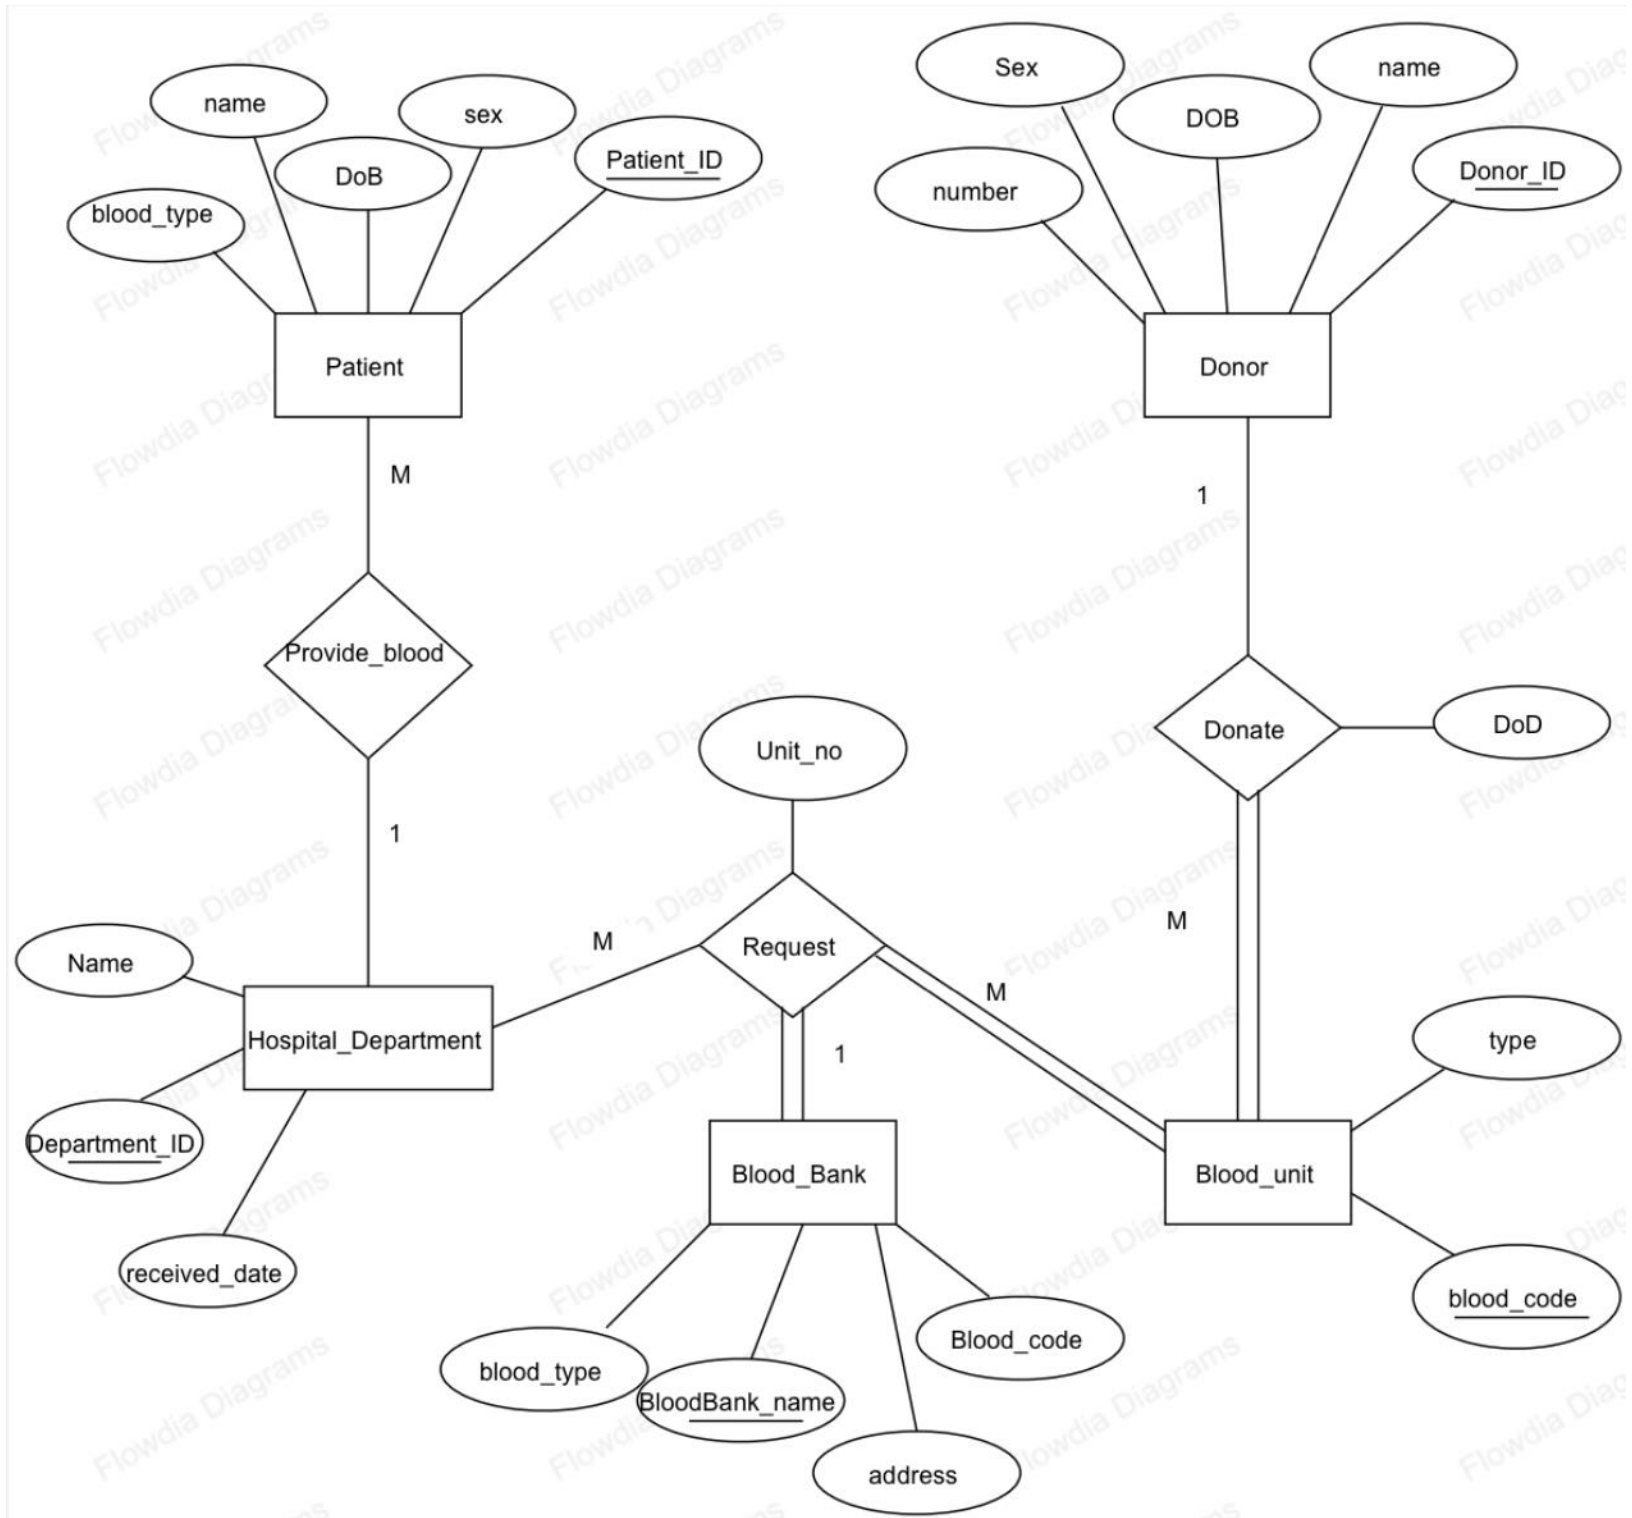 Sex
name
name
sex
DOB
Patient_ID
Donor_ID
DoB
number
blood_type
Patient
Donor
M
1
Provide_blood
DoD
Donate
Unit_no
1
M
M
Request
Name
M
Hospital_Department
type
1
Department_ID
Blood_Bank
Blood_unit
received_date
blood_code
Blood_code
blood_type
BloodBank_name
address
Flowdia Diagrams